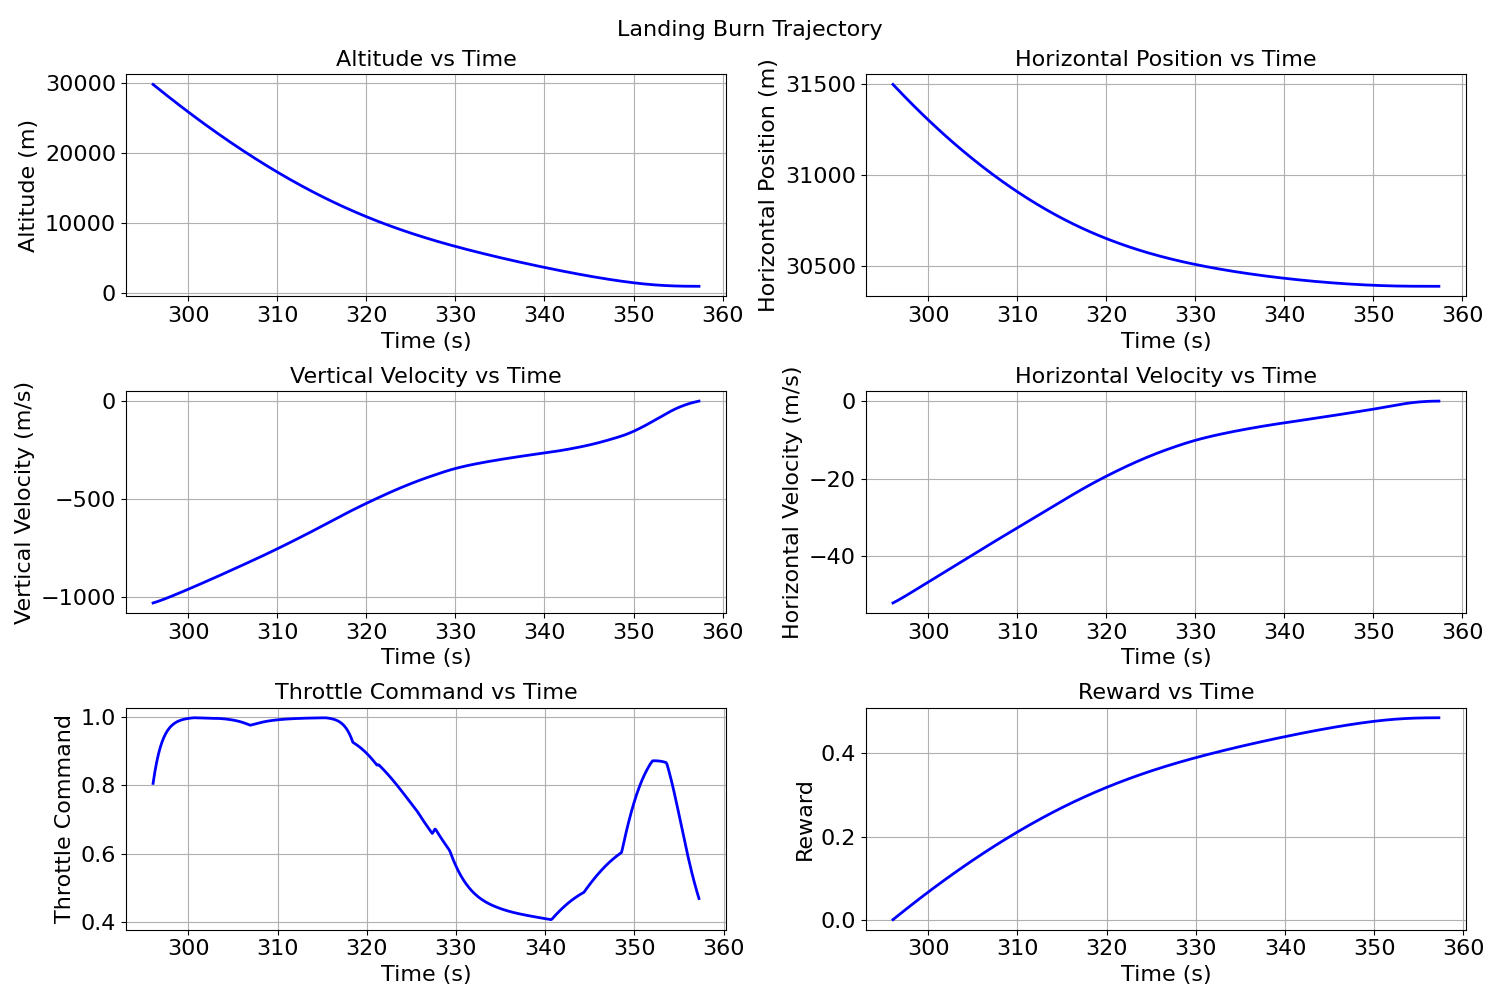 Landing Burn Trajectory
Altitude vs Time
Altitude (m)
30000
20000
10000
0
300 310 320 330 340 350 360
Time (s)
Horizontal Position vs Time
Horizontal Position (m)
31500
31000
30500
300 310 320 330 340 350 360
Time (s)
Vertical Velocity vs Time
Vertical Velocity (m/s)
0
−500
−1000
300 310 320 330 340 350 360
Time (s)
Horizontal Velocity vs Time
Horizontal Velocity (m/s)
0
−20
−40
300 310 320 330 340 350 360
Time (s)
Throttle Command vs Time
Throttle Command
1.0
0.8
0.6
0.4
300 310 320 330 340 350 360
Time (s)
Reward vs Time
Reward
0.4
0.2
0.0
300 310 320 330 340 350 360
Time (s)